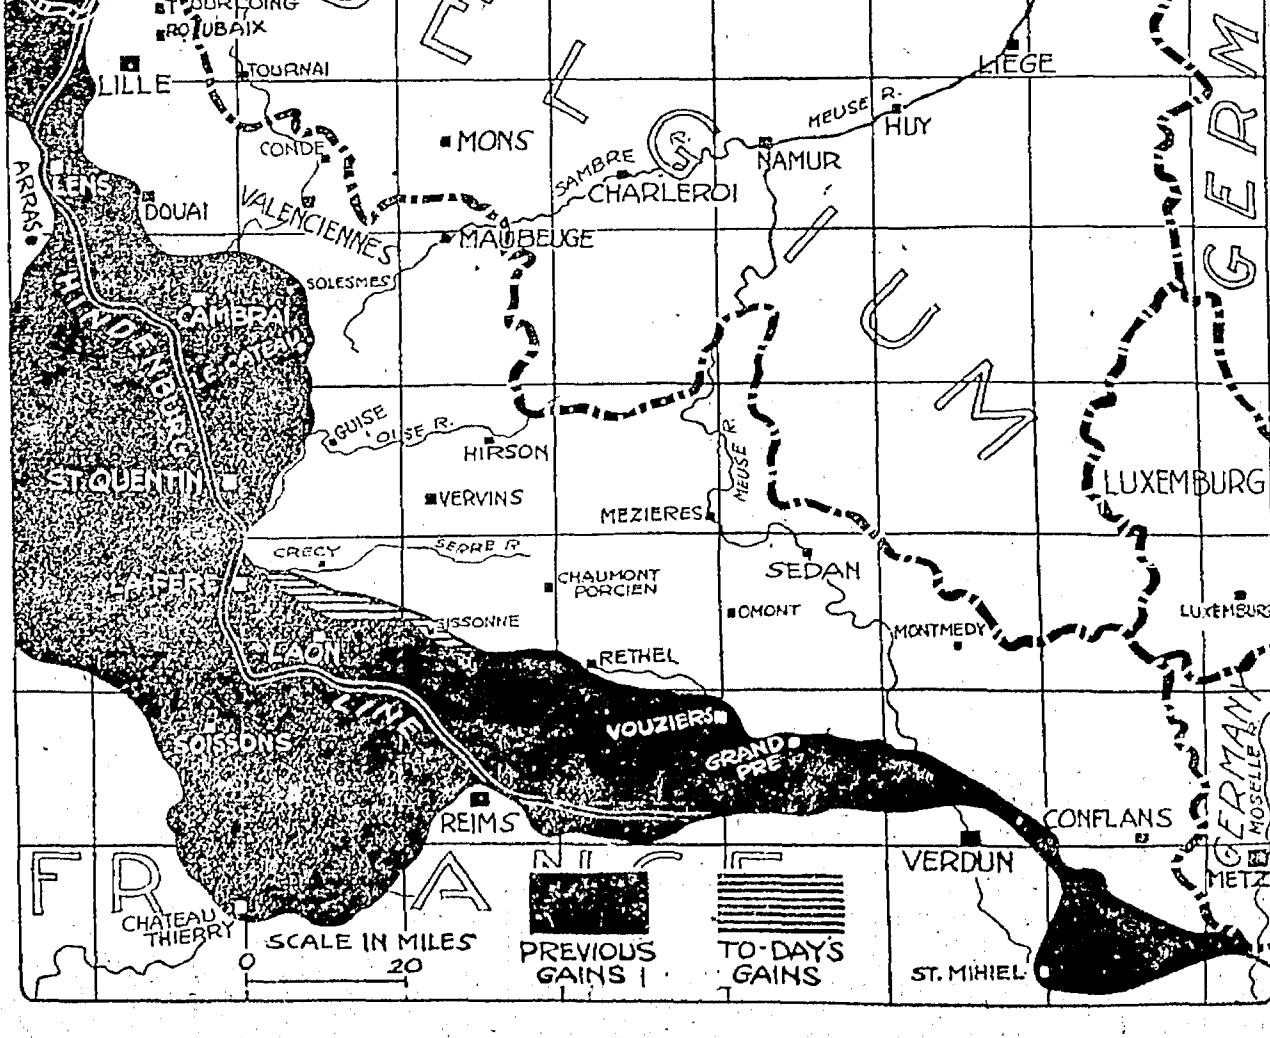 TOURCOING
ROUBAIX
LILLE
TOURNAI
LIEGE
MEUSE R.
HUY
MONS
CONDE
SAMBRE R.
NAMUR
CHARLEROI
ARRAS
LENS
DOUAI
VALENCIENNES
MAUBEUGE
SOLESMES
CAMBRAI
LE CATEAU
HINDENBURG
LINE
L G I U M
GERM
GUISE
OISE R.
HIRSON
ST QUENTIN
VERVINS
MEUSE R.
MEZIERES
LUXEMBURG
CRECY
SERRE R
SEDAN
LA FERE
CHAUMONT
PORCIEN
OMONT
LUXEMBURG
SISSONNE
MONTMEDY
LAON
RETHEL
VOUZIERS
GRAND
PRE
SOISSONS
GERMANY
MOSELLE R
REIMS
CONFLANS
VERDUN
METZ
FRANCE
CHATEAU
THIERRY
SCALE IN MILES
0 20
PREVIOUS
GAINS
TO-DAY'S
GAINS
ST. MIHIEL